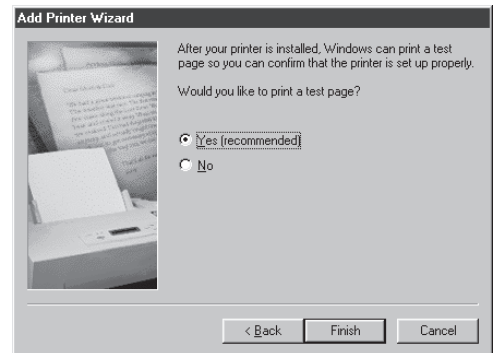 Add Printer Wizard
After your printer is installed, Windows can print a test
page so you can confirm that the printer is set up properly.
Would you like to print a test page?
Yes (recommended)
No
< Back
Finish
Cancel